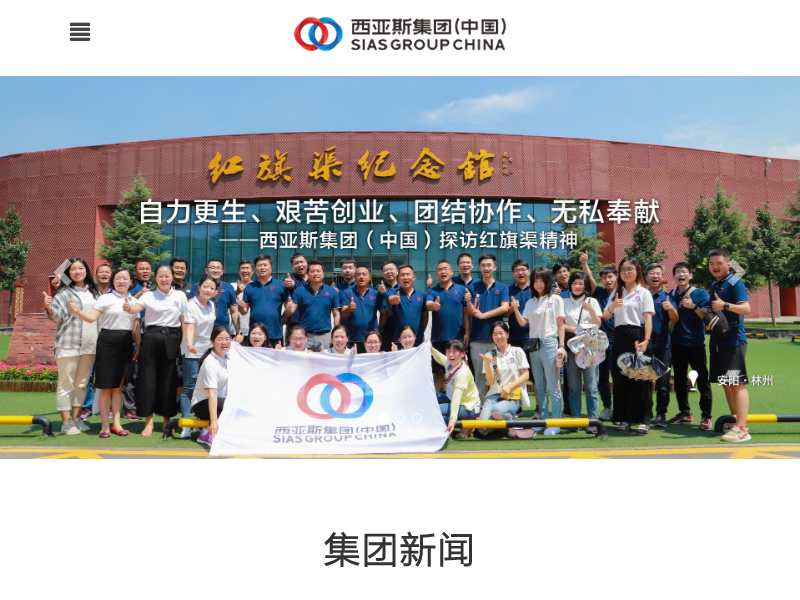 西亚斯集团(中国)
SIAS GROUP CHINA
红旗渠纪念馆
自力更生、艰苦创业、团结协作、无私奉献
——西亚斯集团（中国）探访红旗渠精神
安阳·林州
西亚斯集团(中国)
SIAS GROUP CHINA
集团新闻